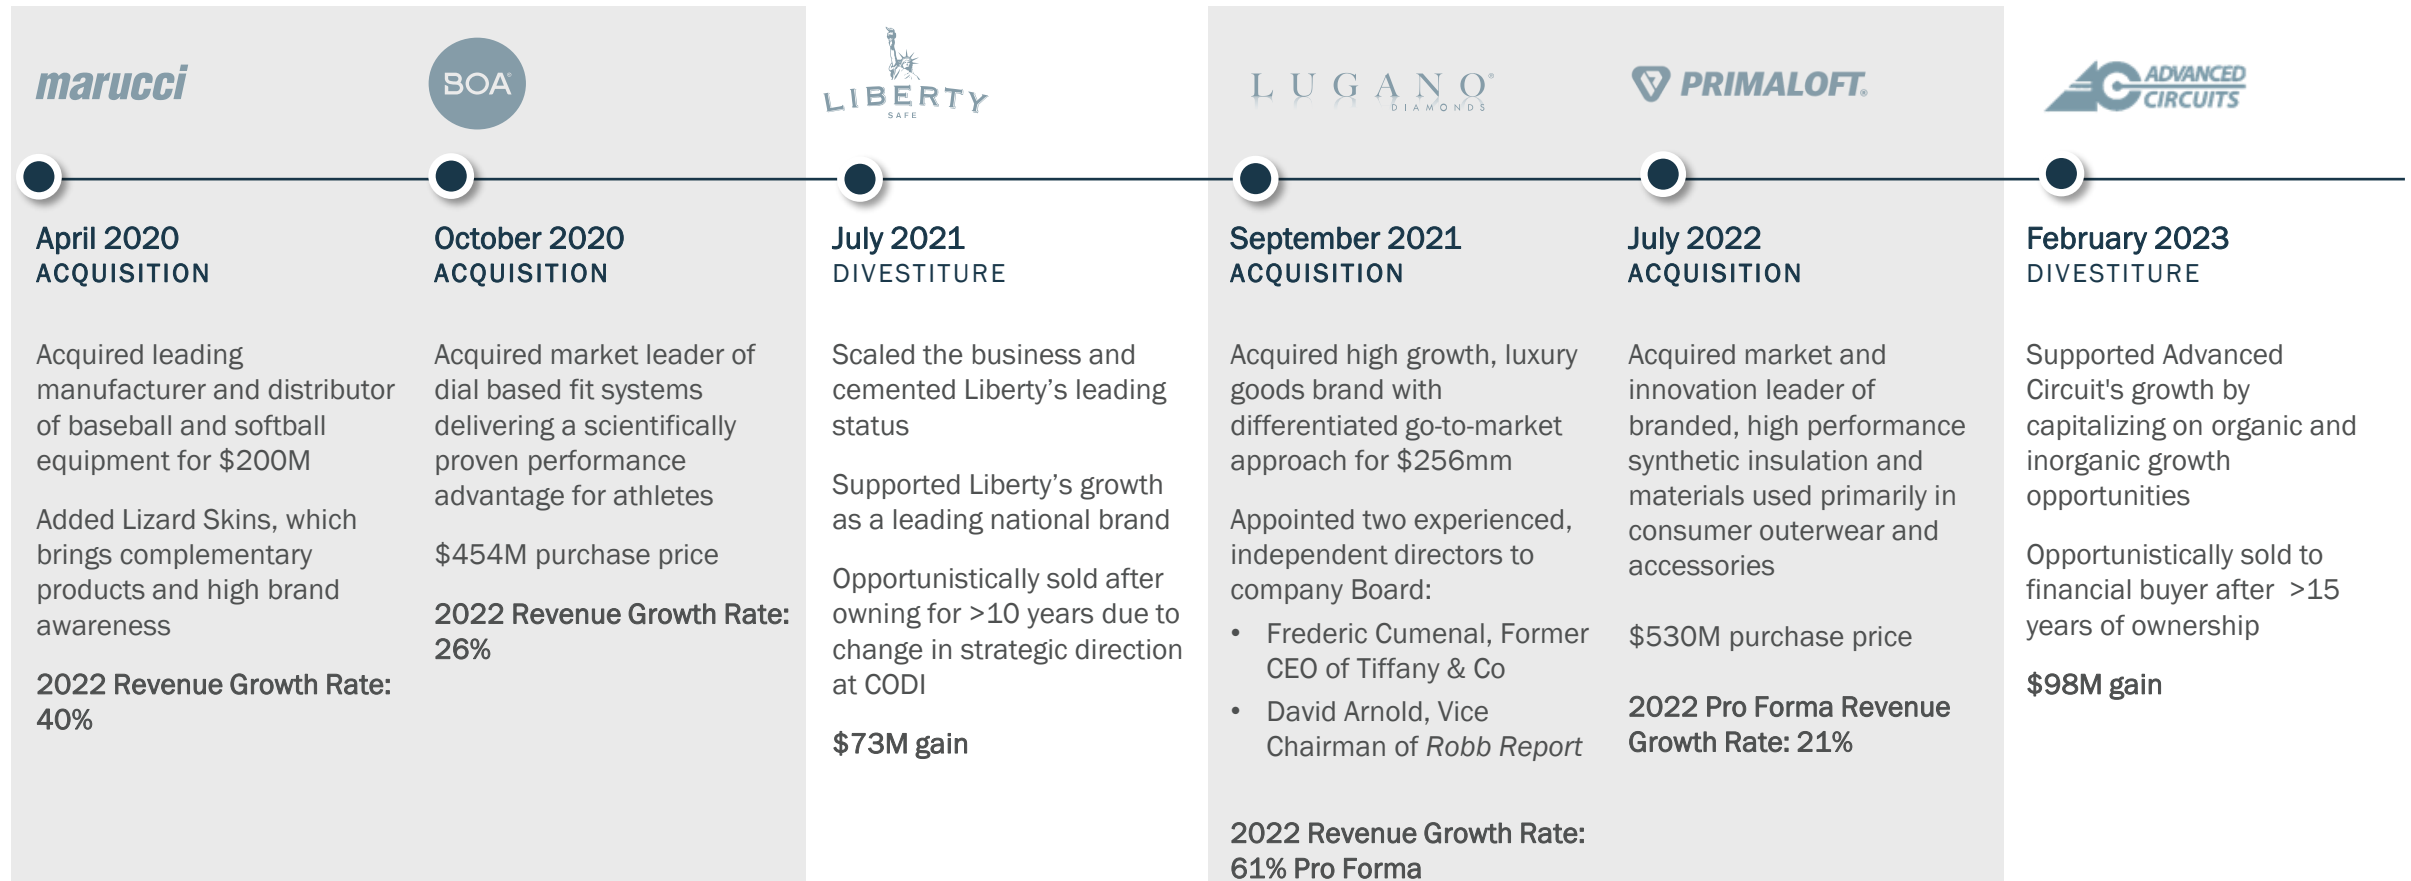 marucci
April 2020
ACQUISITION
Acquired leading
manufacturer and distributor
of baseball and softball
equipment for $200M
Added Lizard Skins, which
brings complementary
products and high brand
awareness
2022 Revenue Growth Rate:
40%
BOA®
October 2020
ACQUISITION
Acquired market leader of
dial based fit systems
delivering a scientifically
proven performance
advantage for athletes
$454M purchase price
2022 Revenue Growth Rate:
26%
LIBERTY
SAFE
July 2021
DIVESTITURE
Scaled the business and
cemented Liberty’s leading
status
Supported Liberty’s growth
as a leading national brand
Opportunistically sold after
owning for >10 years due to
change in strategic direction
at CODI
$73M gain
LUGANO®
DIAMONDS
September 2021
ACQUISITION
Acquired high growth, luxury
goods brand with
differentiated go-to-market
approach for $256mm
Appointed two experienced,
independent directors to
company Board:
• Frederic Cumenal, Former
CEO of Tiffany & Co
• David Arnold, Vice
Chairman of Robb Report
2022 Revenue Growth Rate:
61% Pro Forma
PRIMALOFT®
July 2022
ACQUISITION
Acquired market and
innovation leader of
branded, high performance
synthetic insulation and
materials used primarily in
consumer outerwear and
accessories
$530M purchase price
2022 Pro Forma Revenue
Growth Rate: 21%
ADVANCED
CIRCUITS
February 2023
DIVESTITURE
Supported Advanced
Circuit's growth by
capitalizing on organic and
inorganic growth
opportunities
Opportunistically sold to
financial buyer after >15
years of ownership
$98M gain